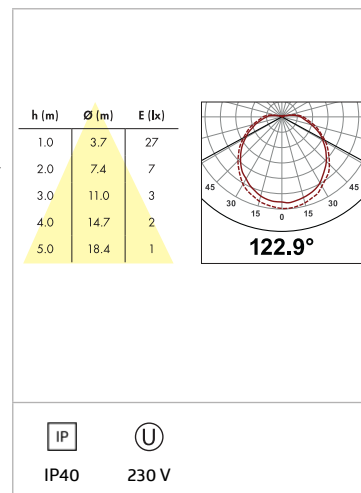 h (m) Ø (m) E (lx)
1.0 3.7 27
2.0 7.4 7
3.0 11.0 3
4.0 14.7 2
5.0 18.4 1
45 30 15 0 15 30 45
122.9°
IP U
IP40 230 V